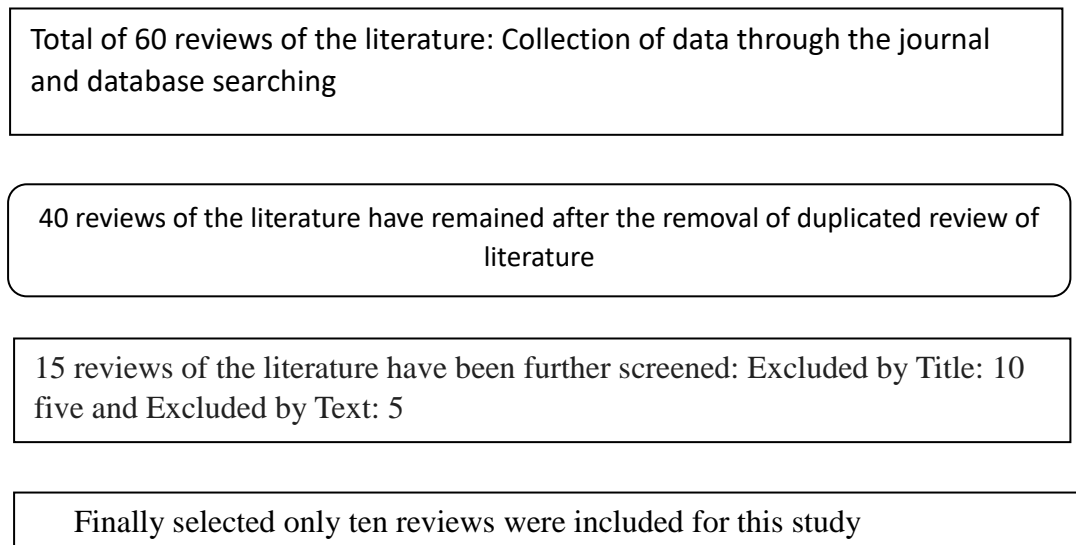 Total of 60 reviews of the literature: Collection of data through the journal
and database searching
40 reviews of the literature have remained after the removal of duplicated review of
literature
15 reviews of the literature have been further screened: Excluded by Title: 10
five and Excluded by Text: 5
Finally selected only ten reviews were included for this study